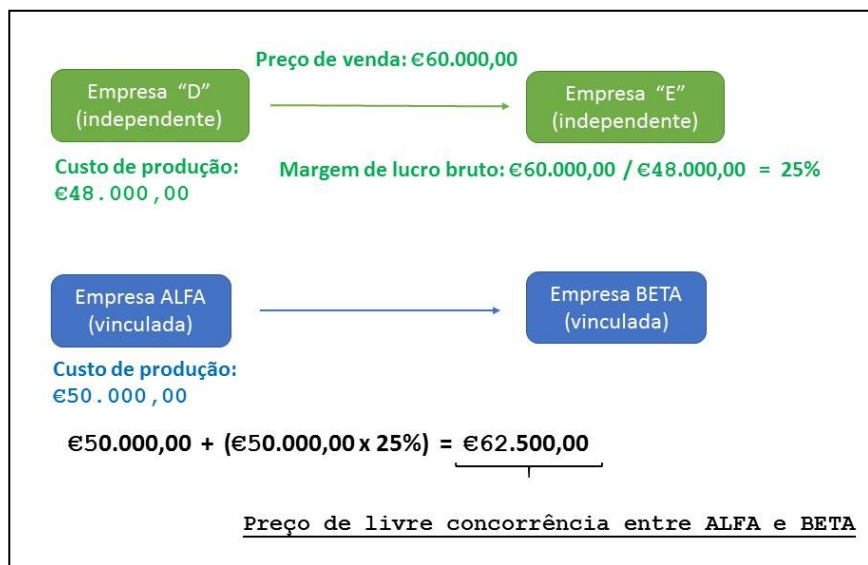 Preço de venda: €60.000,00
Empresa "D"
(independente)
Empresa "E"
(independente)
Custo de produção:
€48.000,00
Margem de lucro bruto: €60.000,00 / €48.000,00 = 25%
Empresa ALFA
(vinculada)
Empresa BETA
(vinculada)
Custo de produção:
€50.000,00
€50.000,00 + (€50.000,00 x 25%) = €62.500,00
Preço de livre concorrência entre ALFA e BETA